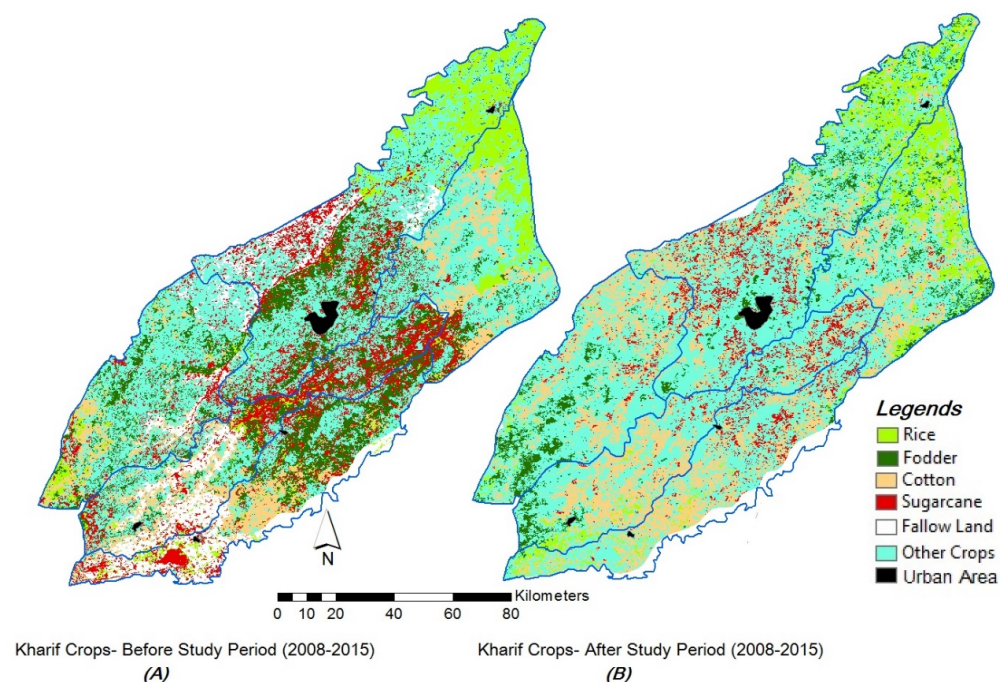 Legends
Rice
Fodder
Cotton
Sugarcane
Fallow Land
Other Crops
Urban Area
N
Kilometers
0 10 20 40 60 80
Kharif Crops- Before Study Period (2008-2015)
(A)
Kharif Crops- After Study Period (2008-2015)
(B)